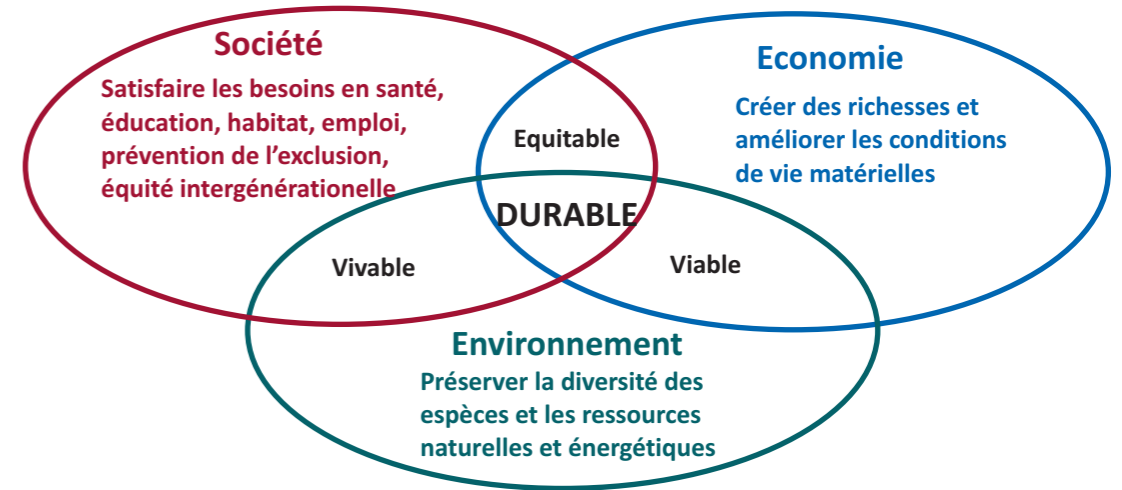 Société
Satisfaire les besoins en santé,
éducation, habitat, emploi,
prévention de l’exclusion,
équité intergénérationelle
Economie
Créer des richesses et
améliorer les conditions
de vie matérielles
Equitable
DURABLE
Vivable
Viable
Environnement
Préserver la diversité des
espèces et les ressources
naturelles et énergétiques